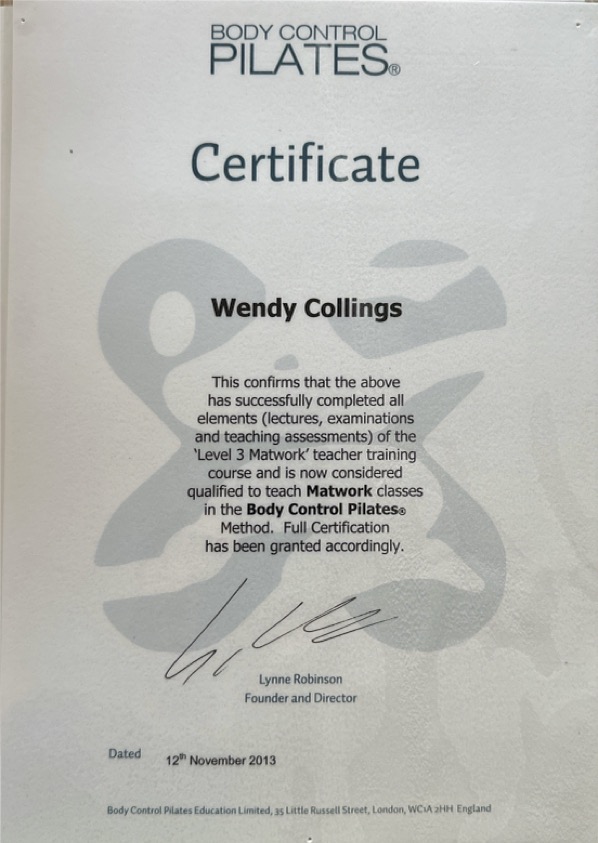 BODY CONTROL
PILATES®
Certificate
Wendy Collings
This confirms that the above
has successfully completed all
elements (lectures, examinations
and teaching assessments) of the
‘Level 3 Matwork’ teacher training
course and is now considered
qualified to teach Matwork classes
in the Body Control Pilates®
Method. Full Certification
has been granted accordingly.
Lynne Robinson
Founder and Director
Dated 12th November 2013
Body Control Pilates Education Limited, 35 Little Russell Street, London, WC1A 2HH England